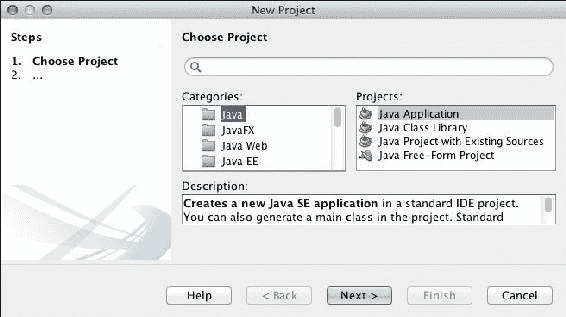 New Project
Steps
1. Choose Project
2. ...
Choose Project
Categories:
Java
JavaFX
Java Web
Java EE
Projects:
Java Application
Java Class Library
Java Project with Existing Sources
Java Free-Form Project
Description:
Creates a new Java SE application in a standard IDE project.
You can also generate a main class in the project. Standard
Help
< Back
Next >
Finish
Cancel